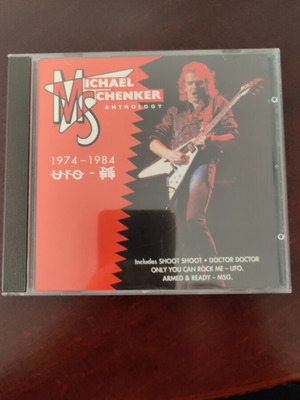 MICHAEL
SCHENKER
ANTHOLOGY
1974-1984
UFO -
Includes SHOOT SHOOT • DOCTOR DOCTOR
ONLY YOU CAN ROCK ME - UFO.
ARMED & READY - MSG.